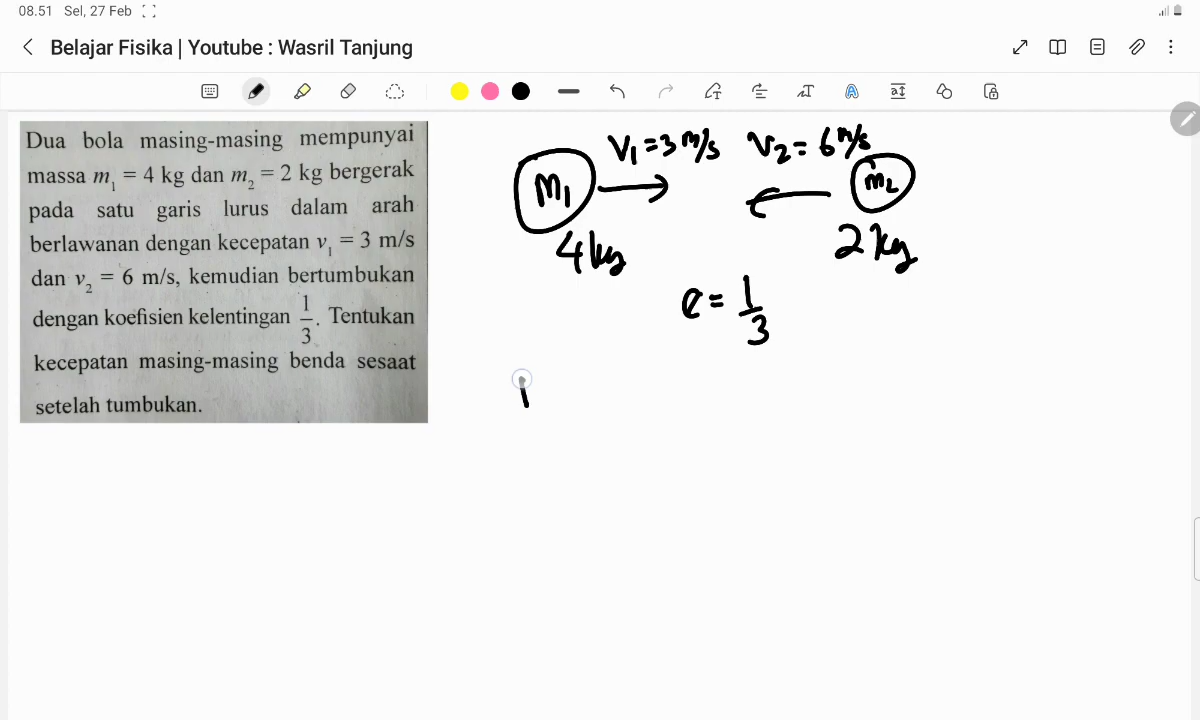 08.51 Sel, 27 Feb
Belajar Fisika | Youtube : Wasril Tanjung
Dua bola masing-masing mempunyai
massa m₁ = 4 kg dan m₂ = 2 kg bergerak
pada satu garis lurus dalam arah
berlawanan dengan kecepatan v₁ = 3 m/s
dan v₂ = 6 m/s, kemudian bertumbukan
dengan koefisien kelentingan 1/3. Tentukan
kecepatan masing-masing benda sesaat
setelah tumbukan.
V₁ = 3 m/s V₂ = 6 m/s
m₁ m₂
4 kg 2 kg
e = 1/3